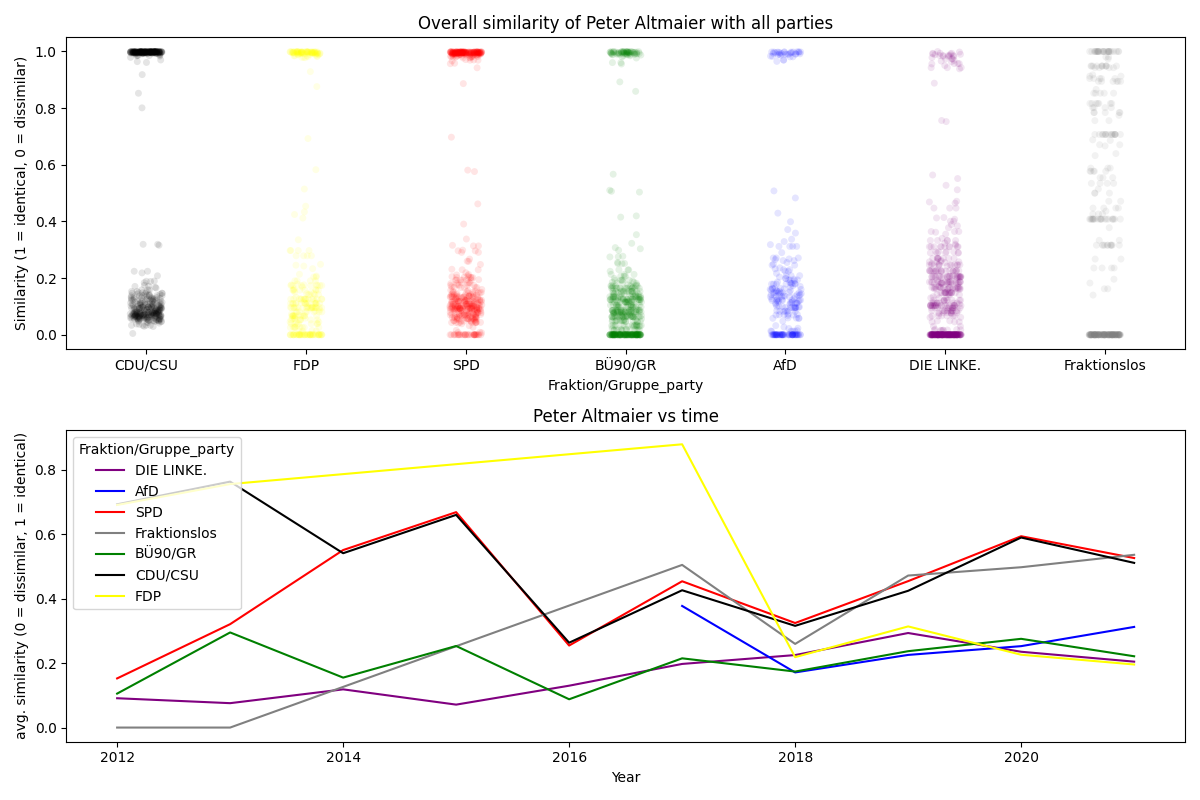 Overall similarity of Peter Altmaier with all parties
Similarity (1 = identical, 0 = dissimilar)
1.0
0.8
0.6
0.4
0.2
0.0
CDU/CSU FDP SPD BÜ90/GR AfD DIE LINKE. Fraktionslos
Fraktion/Gruppe_party
Peter Altmaier vs time
avg. similarity (0 = dissimilar, 1 = identical)
0.8
0.6
0.4
0.2
0.0
Fraktion/Gruppe_party
DIE LINKE.
AfD
SPD
Fraktionslos
BÜ90/GR
CDU/CSU
FDP
2012 2014 2016 2018 2020
Year